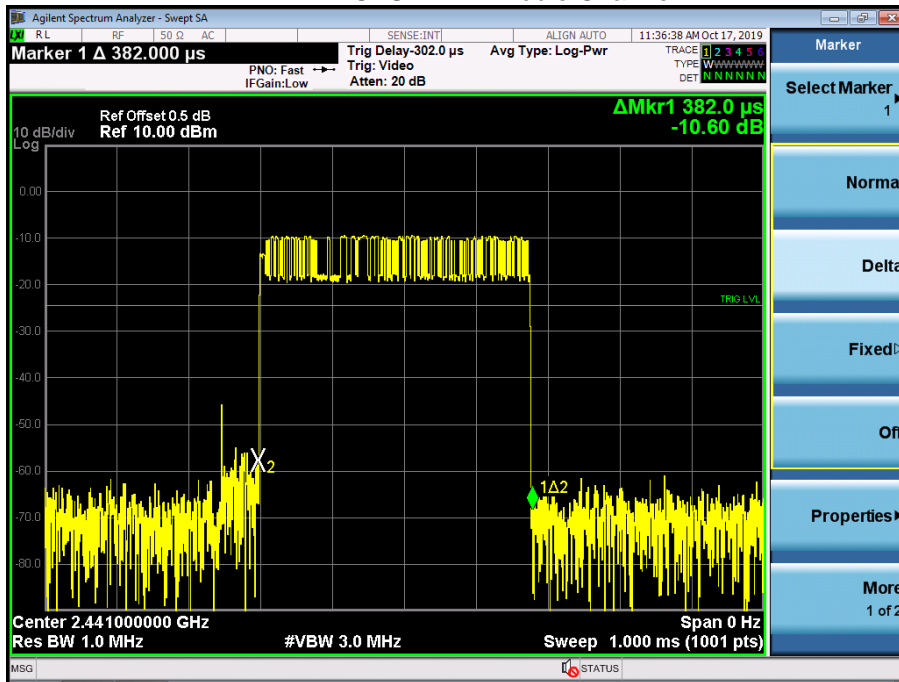 Agilent Spectrum Analyzer - Swept SA
LXI RL RF 50 Ω AC SENSE:INT ALIGN AUTO 11:36:38 AM Oct 17, 2019
Marker 1 Δ 382.000 µs
PNO: Fast
IFGain:Low
Trig Delay-302.0 µs
Trig: Video
Atten: 20 dB
Avg Type: Log-Pwr
TRACE 1 2 3 4 5 6
TYPE WWWWWW
DET N N N N N N
ΔMkr1 382.0 µs
-10.60 dB
Ref Offset 0.5 dB
10 dB/div Ref 10.00 dBm
Log
0.00
-10.0
-20.0
TRIG LVL
-30.0
-40.0
-50.0
-60.0
2
1Δ2
-70.0
-80.0
Center 2.441000000 GHz Span 0 Hz
Res BW 1.0 MHz #VBW 3.0 MHz Sweep 1.000 ms (1001 pts)
MSG STATUS
Marker
Select Marker
1
Norma
Delta
Fixed
Off
Properties
More
1 of 2